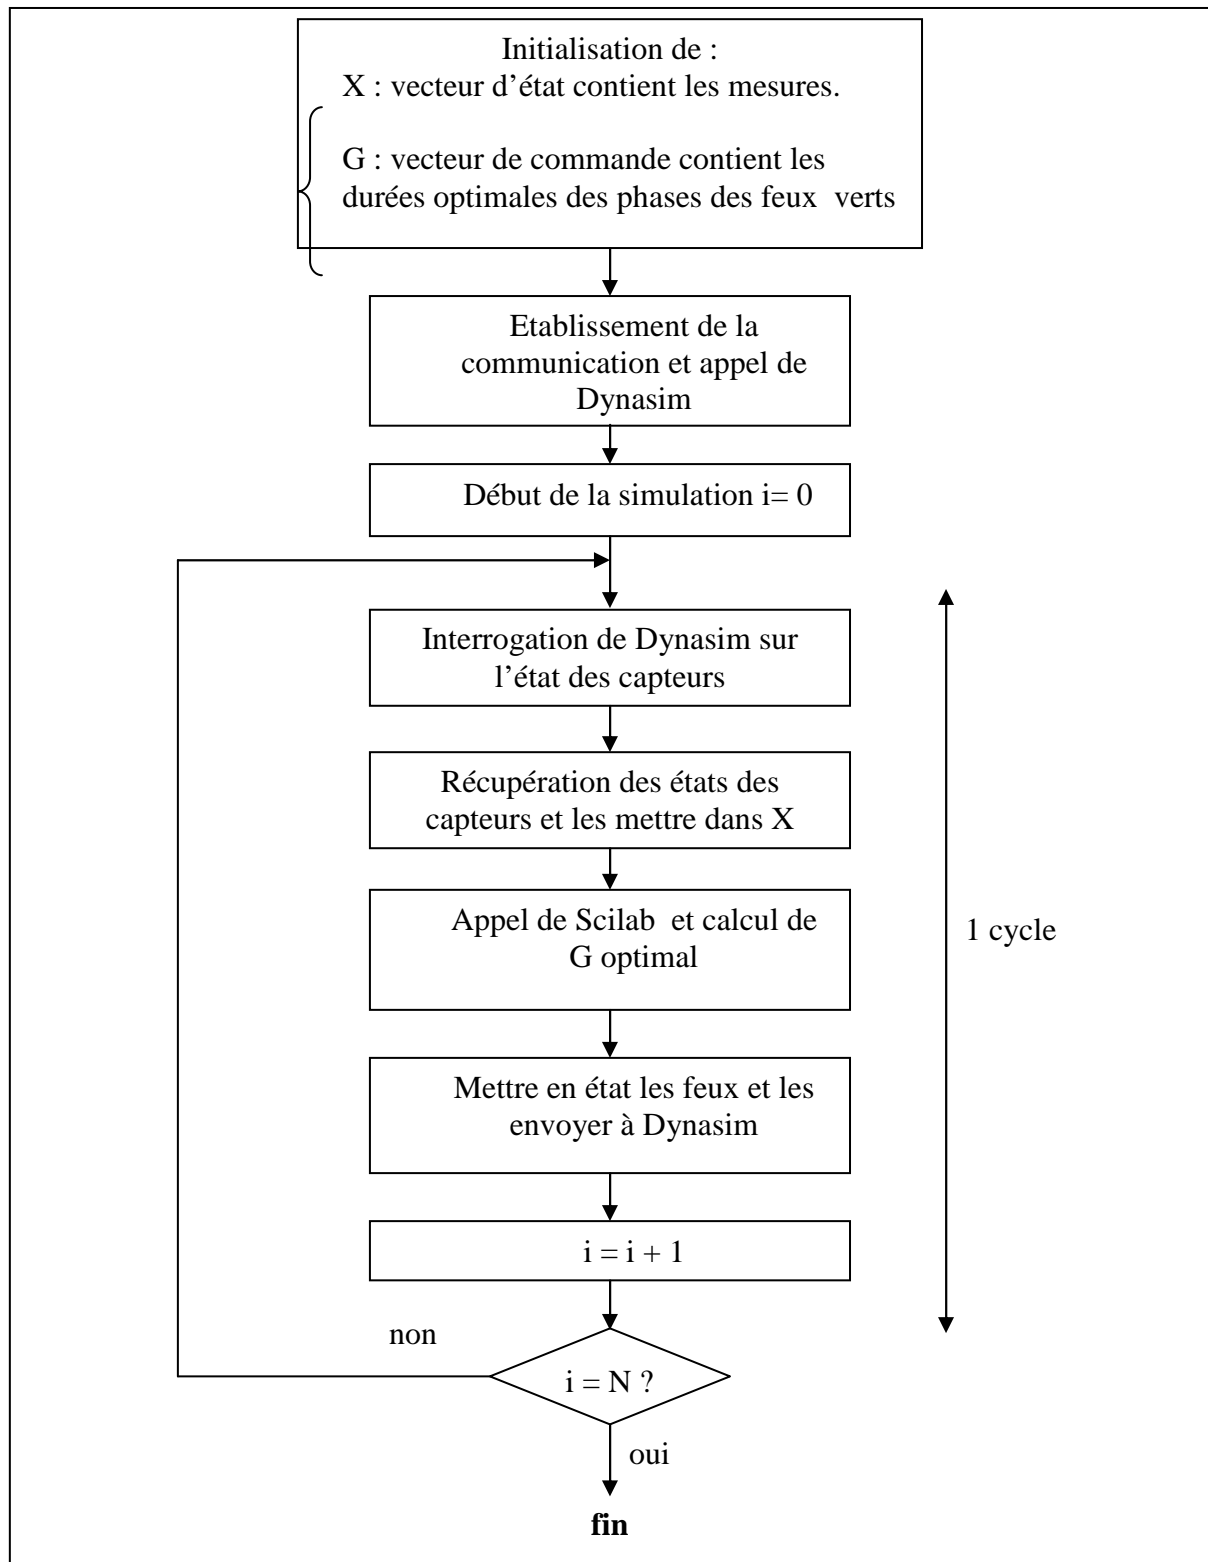 Initialisation de :
X : vecteur d’état contient les mesures.
G : vecteur de commande contient les
durées optimales des phases des feux verts
Etablissement de la
communication et appel de
Dynasim
Début de la simulation i= 0
Interrogation de Dynasim sur
l’état des capteurs
Récupération des états des
capteurs et les mettre dans X
Appel de Scilab et calcul de
G optimal
1 cycle
Mettre en état les feux et les
envoyer à Dynasim
i = i + 1
non
i = N ?
oui
fin